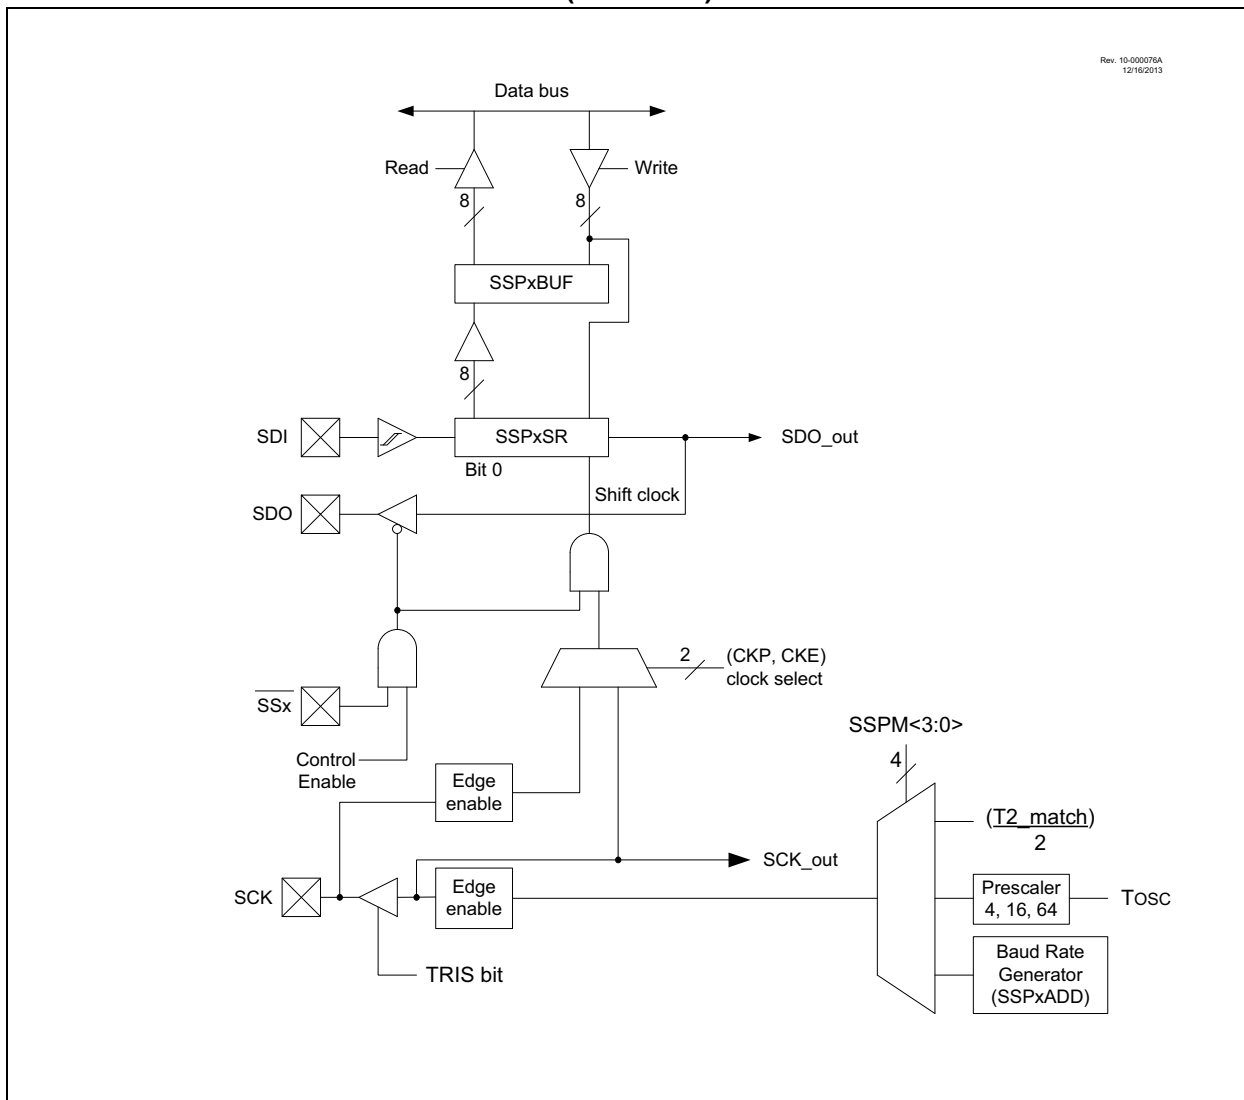 Rev. 10-000076A
12/16/2013
Data bus
Read
Write
8
8
SSPxBUF
8
SDI
SSPxSR
SDO_out
Bit 0
SDO
Shift clock
2
(CKP, CKE)
clock select
SSx
SSPM<3:0>
Control
Enable
4
Edge
enable
(T2_match)
2
SCK_out
SCK
Edge
enable
Prescaler
4, 16, 64
TOSC
TRIS bit
Baud Rate
Generator
(SSPxADD)